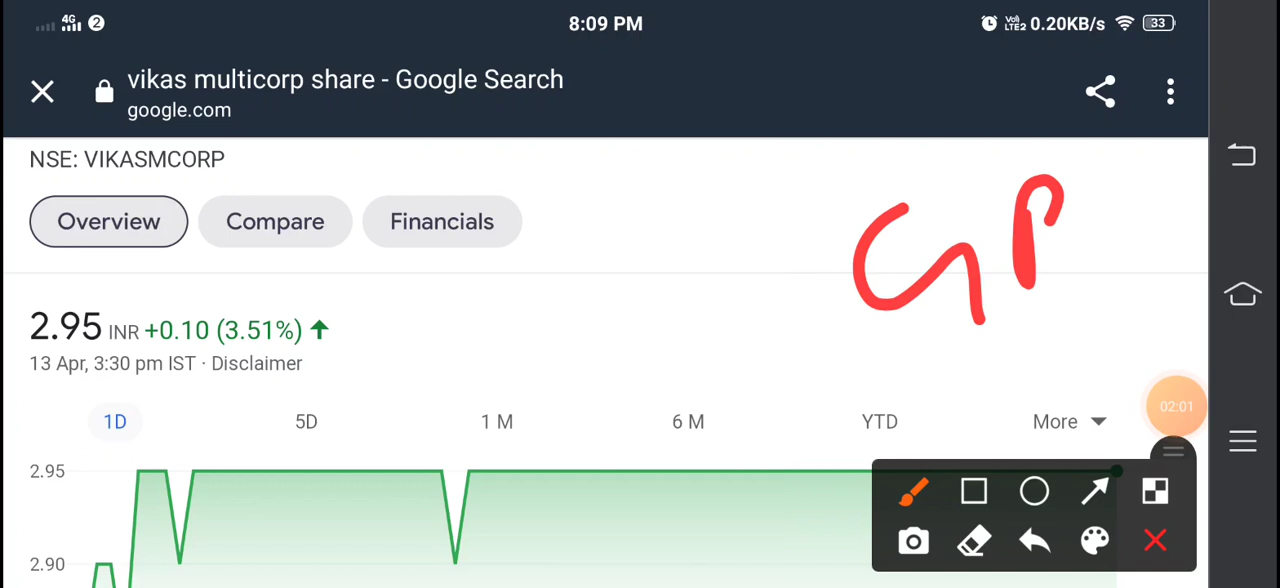 4G 2 8:09 PM Vo) LTE2 0.20KB/s 33
vikas multicorp share - Google Search
google.com
NSE: VIKASMCORP
Overview Compare Financials
GP
2.95 INR +0.10 (3.51%) ↑
13 Apr, 3:30 pm IST · Disclaimer
1D 5D 1 M 6 M YTD More
02:01
2.95
2.90